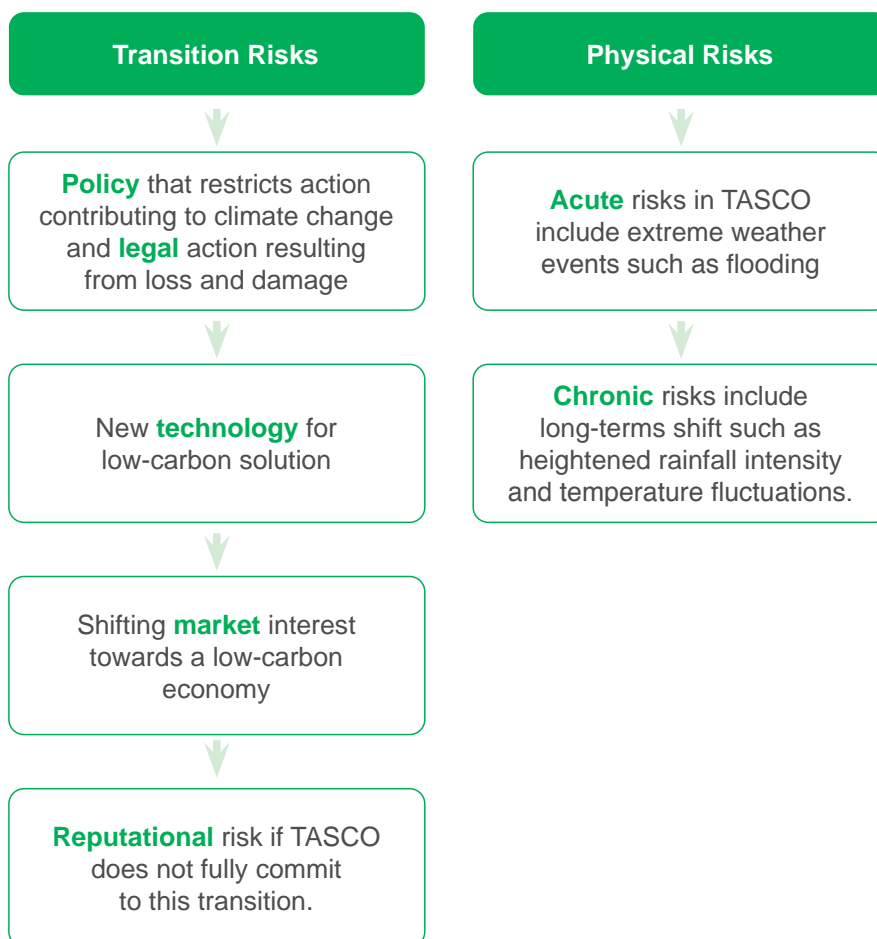 Transition Risks
Policy that restricts action
contributing to climate change
and legal action resulting
from loss and damage
New technology for
low-carbon solution
Shifting market interest
towards a low-carbon
economy
Reputational risk if TASCO
does not fully commit
to this transition.
Physical Risks
Acute risks in TASCO
include extreme weather
events such as flooding
Chronic risks include
long-terms shift such as
heightened rainfall intensity
and temperature fluctuations.